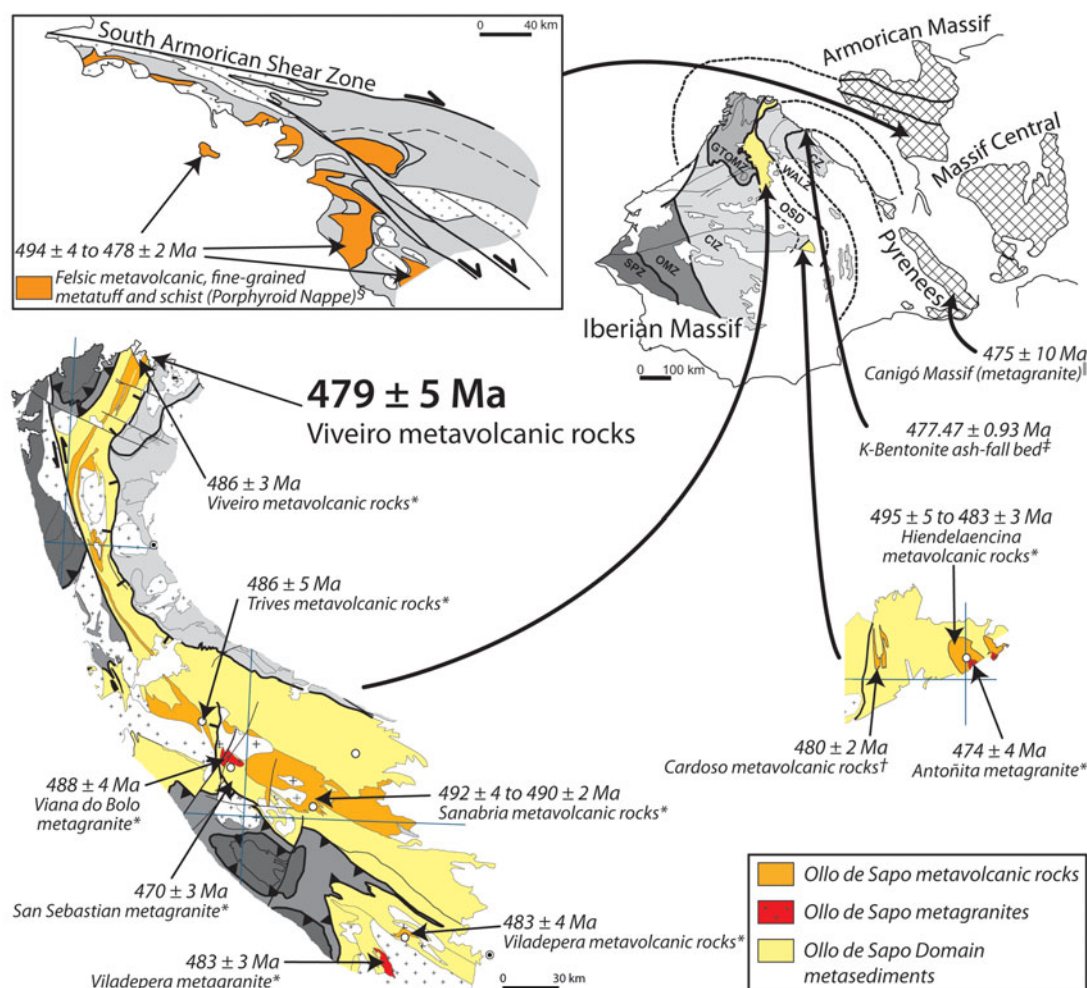 South Armorican Shear Zone
0 40 km
494 ± 4 to 478 ± 2 Ma
Felsic metavolcanic, fine-grained
metatuff and schist (Porphyroid Nappe)§
Armorican Massif
Massif Central
Pyrenees
Iberian Massif
GTOMZ
WALZ
CZ
OSD
CIZ
OMZ
SPZ
0 100 km
475 ± 10 Ma
Canigó Massif (metagranite)||
477.47 ± 0.93 Ma
K-Bentonite ash-fall bed‡
479 ± 5 Ma
Viveiro metavolcanic rocks
486 ± 3 Ma
Viveiro metavolcanic rocks*
486 ± 5 Ma
Trives metavolcanic rocks*
495 ± 5 to 483 ± 3 Ma
Hiendelaencina
metavolcanic rocks*
480 ± 2 Ma
Cardoso metavolcanic rocks†
474 ± 4 Ma
Antoñita metagranite*
488 ± 4 Ma
Viana do Bolo
metagranite*
492 ± 4 to 490 ± 2 Ma
Sanabria metavolcanic rocks*
470 ± 3 Ma
San Sebastian metagranite*
483 ± 4 Ma
Viladepera metavolcanic rocks*
483 ± 3 Ma
Viladepera metagranite*
0 30 km
Ollo de Sapo metavolcanic rocks
Ollo de Sapo metagranites
Ollo de Sapo Domain
metasediments